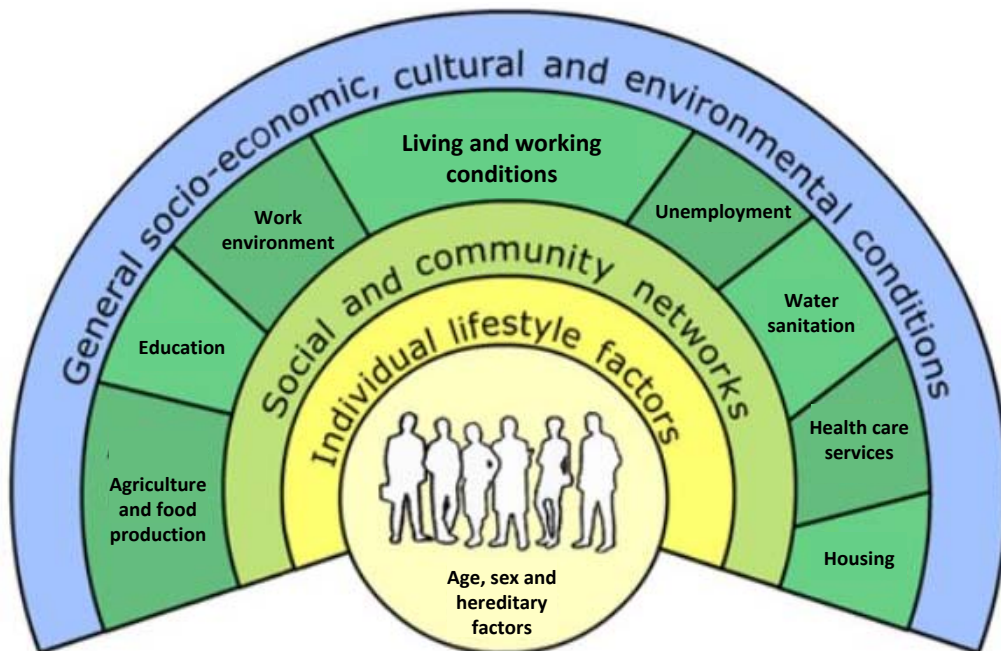 General socio-economic, cultural and environmental conditions
Living and working
conditions
Work
environment
Unemployment
Education
Water
sanitation
Agriculture
and food
production
Health care
services
Housing
Social and community networks
Individual lifestyle factors
Age, sex and
hereditary
factors